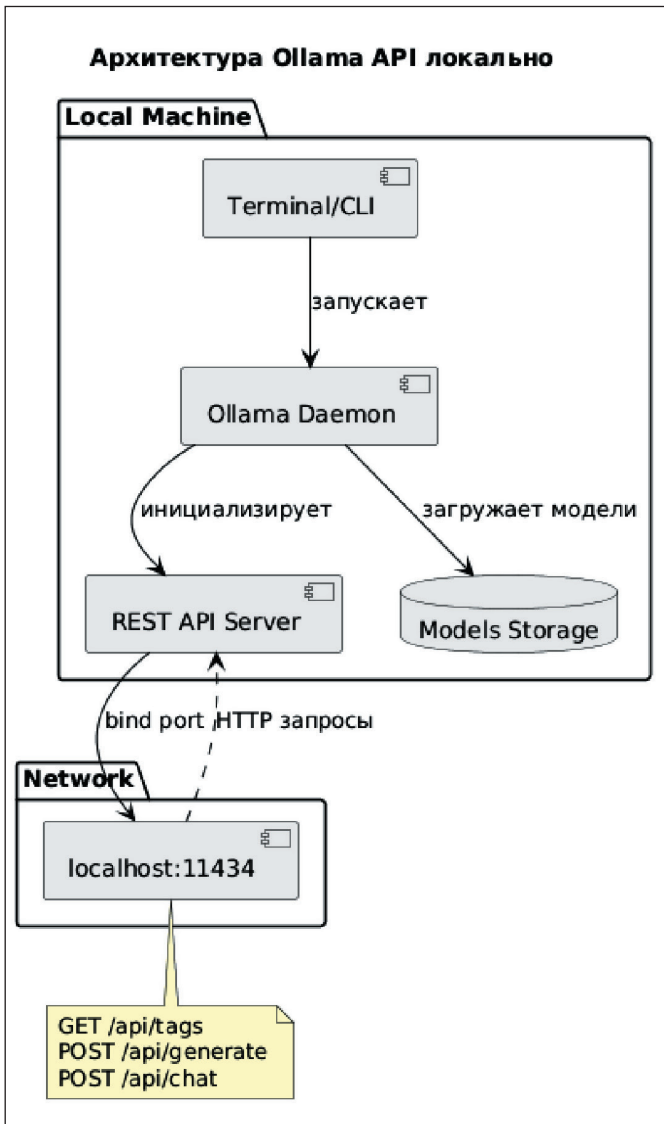 Архитектура Ollama API локально
Local Machine
Terminal/CLI
запускает
Ollama Daemon
инициализирует
загружает модели
REST API Server
Models Storage
bind port
HTTP запросы
Network
localhost:11434
GET /api/tags
POST /api/generate
POST /api/chat